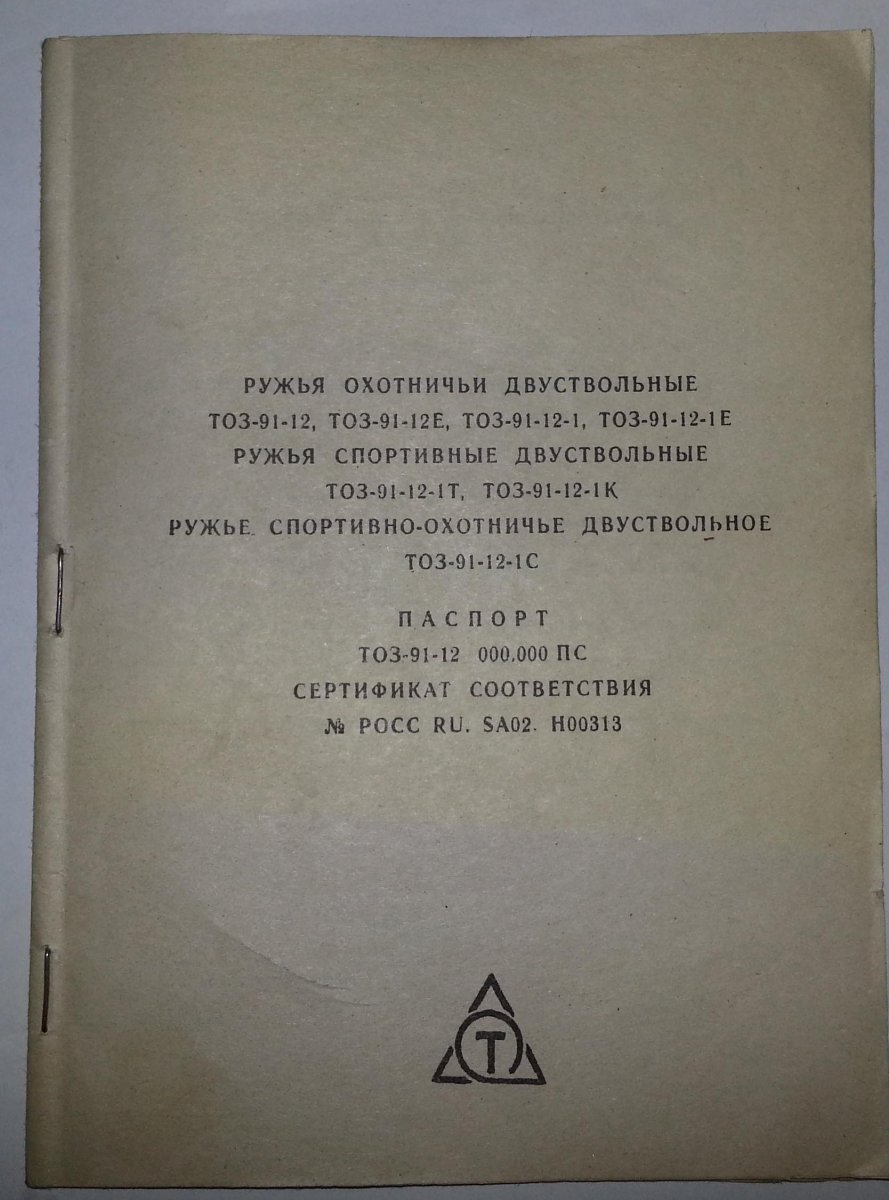 РУЖЬЯ ОХОТНИЧЬИ ДВУСТВОЛЬНЫЕ
ТОЗ-91-12, ТОЗ-91-12Е, ТОЗ-91-12-1, ТОЗ-91-12-1Е
РУЖЬЯ СПОРТИВНЫЕ ДВУСТВОЛЬНЫЕ
ТОЗ-91-12-1Т, ТОЗ-91-12-1К
РУЖЬЕ СПОРТИВНО-ОХОТНИЧЬЕ ДВУСТВОЛЬНОЕ
ТОЗ-91-12-1С
ПАСПОРТ
ТОЗ-91-12 000.000 ПС
СЕРТИФИКАТ СООТВЕТСТВИЯ
№ РОСС RU. SA02. Н00313
Т